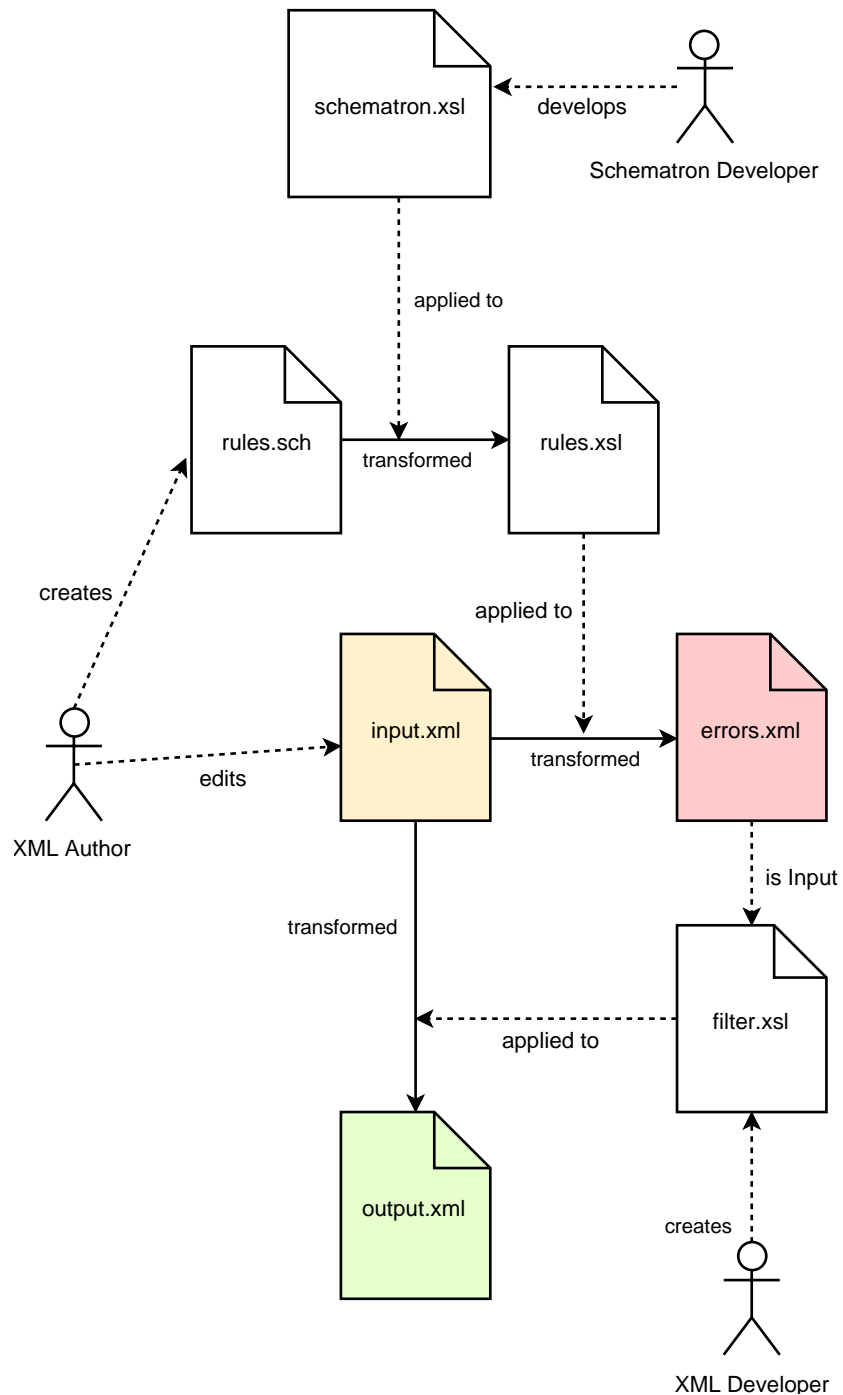 schematron.xsl
develops
Schematron Developer
applied to
rules.sch
transformed
rules.xsl
creates
applied to
input.xml
transformed
errors.xml
edits
XML Author
is Input
transformed
filter.xsl
applied to
output.xml
creates
XML Developer